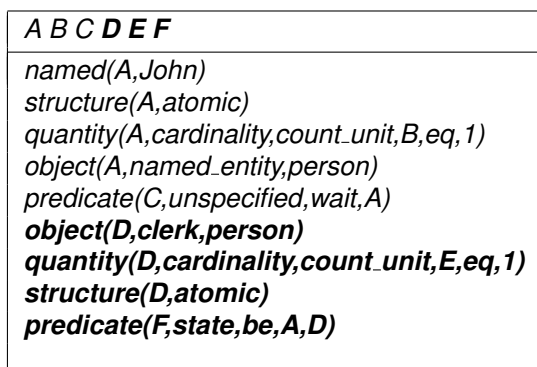 A B C D E F
named(A,John)
structure(A,atomic)
quantity(A,cardinality,count_unit,B,eq,1)
object(A,named_entity,person)
predicate(C,unspecified,wait,A)
object(D,clerk,person)
quantity(D,cardinality,count_unit,E,eq,1)
structure(D,atomic)
predicate(F,state,be,A,D)